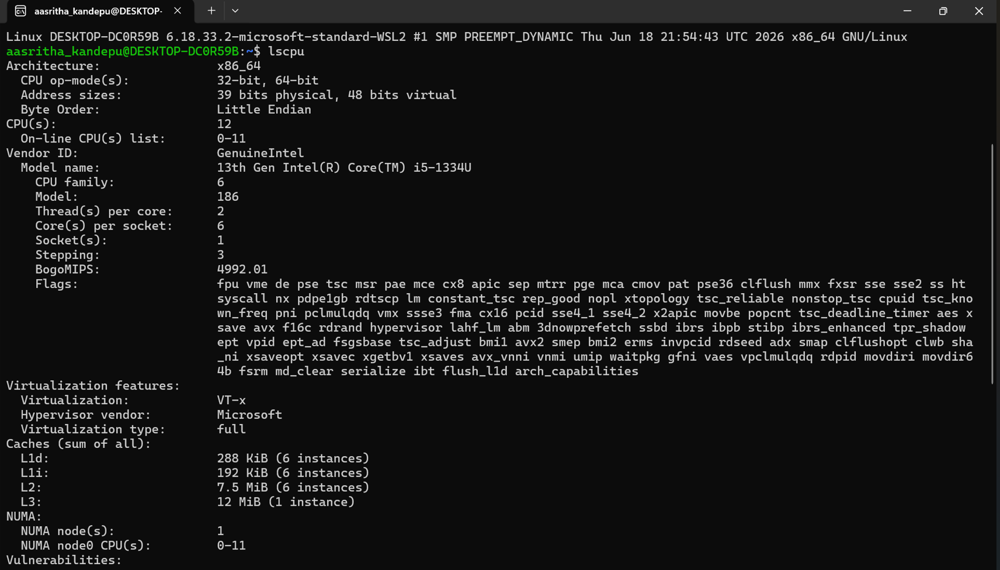 aasritha_kandepu@DESKTOP-
Linux DESKTOP-DC0R59B 6.18.33.2-microsoft-standard-WSL2 #1 SMP PREEMPT_DYNAMIC Thu Jun 18 21:54:43 UTC 2026 x86_64 GNU/Linux
aasritha_kandepu@DESKTOP-DC0R59B:~$ lscpu
Architecture: x86_64
CPU op-mode(s): 32-bit, 64-bit
Address sizes: 39 bits physical, 48 bits virtual
Byte Order: Little Endian
CPU(s): 12
On-line CPU(s) list: 0-11
Vendor ID: GenuineIntel
Model name: 13th Gen Intel(R) Core(TM) i5-1334U
CPU family: 6
Model: 186
Thread(s) per core: 2
Core(s) per socket: 6
Socket(s): 1
Stepping: 3
BogoMIPS: 4992.01
Flags: fpu vme de pse tsc msr pae mce cx8 apic sep mtrr pge mca cmov pat pse36 clflush mmx fxsr sse sse2 ss ht
syscall nx pdpe1gb rdtscp lm constant_tsc rep_good nopl xtopology tsc_reliable nonstop_tsc cpuid tsc_kno
wn_freq pni pclmulqdq vmx ssse3 fma cx16 pcid sse4_1 sse4_2 x2apic movbe popcnt tsc_deadline_timer aes x
save avx f16c rdrand hypervisor lahf_lm abm 3dnowprefetch ssbd ibrs ibpb stibp ibrs_enhanced tpr_shadow
ept vpid ept_ad fsgsbase tsc_adjust bmi1 avx2 smep bmi2 erms invpcid rdseed adx smap clflushopt clwb sha
_ni xsaveopt xsavec xgetbv1 xsaves avx_vnni vnmi umip waitpkg gfni vaes vpclmulqdq rdpid movdiri movdir6
4b fsrm md_clear serialize ibt flush_l1d arch_capabilities
Virtualization features:
Virtualization: VT-x
Hypervisor vendor: Microsoft
Virtualization type: full
Caches (sum of all):
L1d: 288 KiB (6 instances)
L1i: 192 KiB (6 instances)
L2: 7.5 MiB (6 instances)
L3: 12 MiB (1 instance)
NUMA:
NUMA node(s): 1
NUMA node0 CPU(s): 0-11
Vulnerabilities: